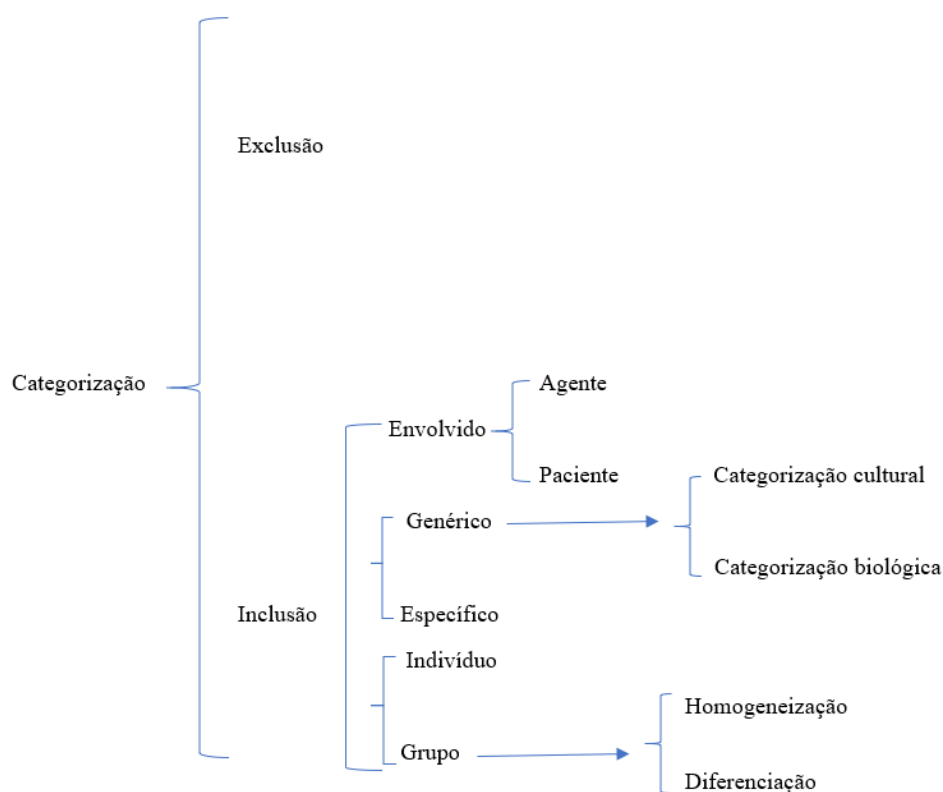 Exclusão
Categorização
Agente
Envolvido
Paciente
Categorização cultural
Genérico
Categorização biológica
Inclusão
Específico
Indivíduo
Homogeneização
Grupo
Diferenciação